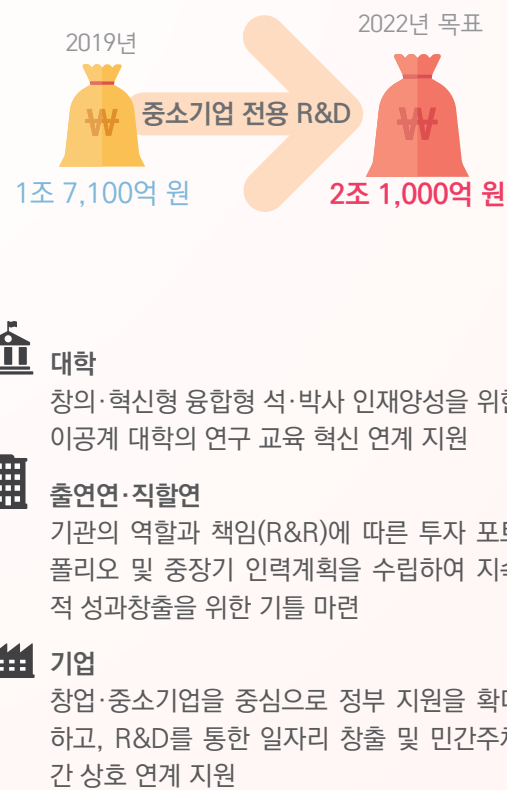 2019년
2022년 목표
중소기업 전용 R&D
1조 7,100억 원
2조 1,000억 원
대학
창의·혁신형 융합형 석·박사 인재양성을 위한
이공계 대학의 연구 교육 혁신 연계 지원
출연연·직할연
기관의 역할과 책임(R&R)에 따른 투자 포트
폴리오 및 중장기 인력계획을 수립하여 지속
적 성과창출을 위한 기틀 마련
기업
창업·중소기업을 중심으로 정부 지원을 확대
하고, R&D를 통한 일자리 창출 및 민간주체
간 상호 연계 지원